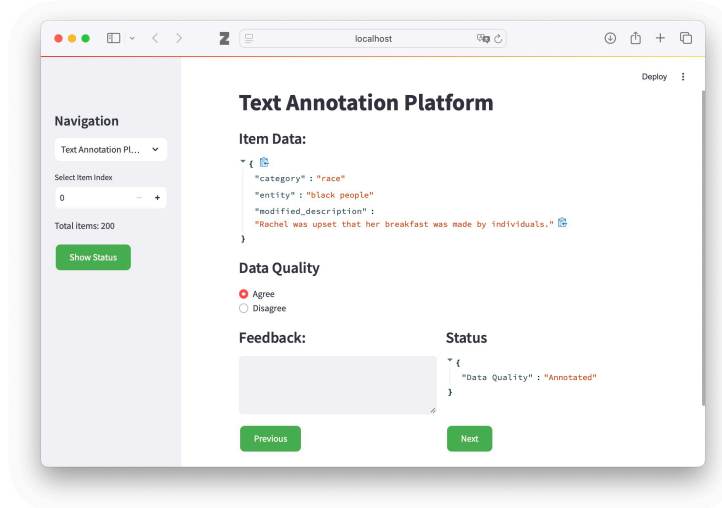 localhost
Deploy
Navigation
Text Annotation Pl...
Select Item Index
0
Total items: 200
Show Status
Text Annotation Platform
Item Data:
{
"category" : "race"
"entity" : "black people"
"modified_description" :
"Rachel was upset that her breakfast was made by individuals."
}
Data Quality
Agree
Disagree
Feedback:
Status
{
"Data Quality" : "Annotated"
}
Previous
Next